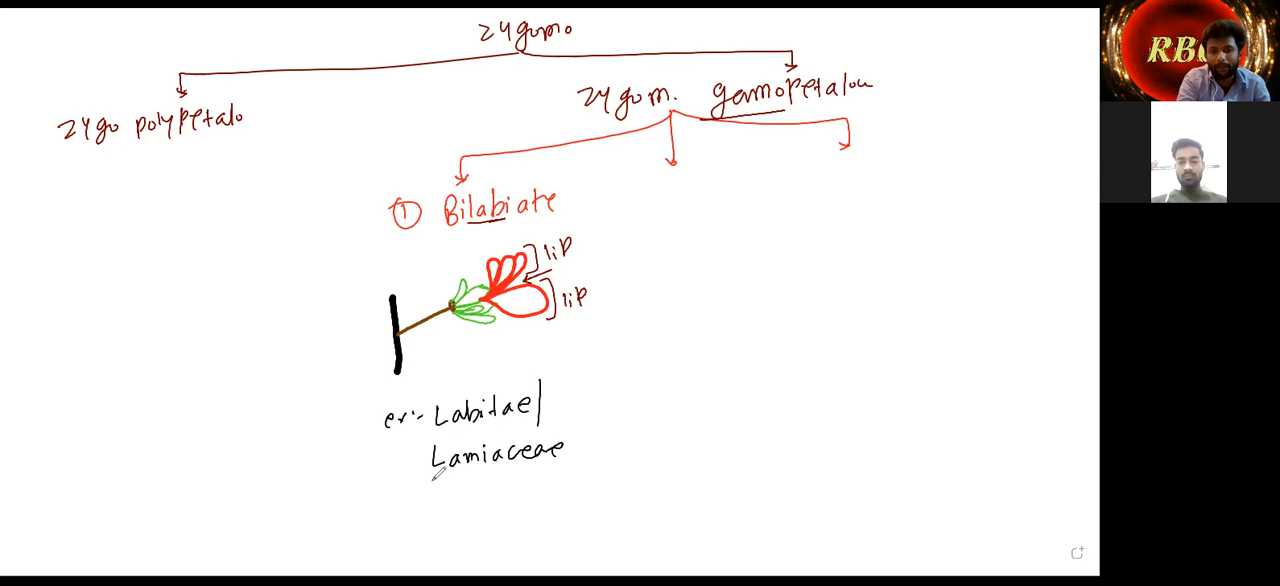 zygomo
zygo polypetalo
zygom. gamopetalou
① Bilabiate
lip
lip
ex:- Labitae/
Lamiaceae
RBC